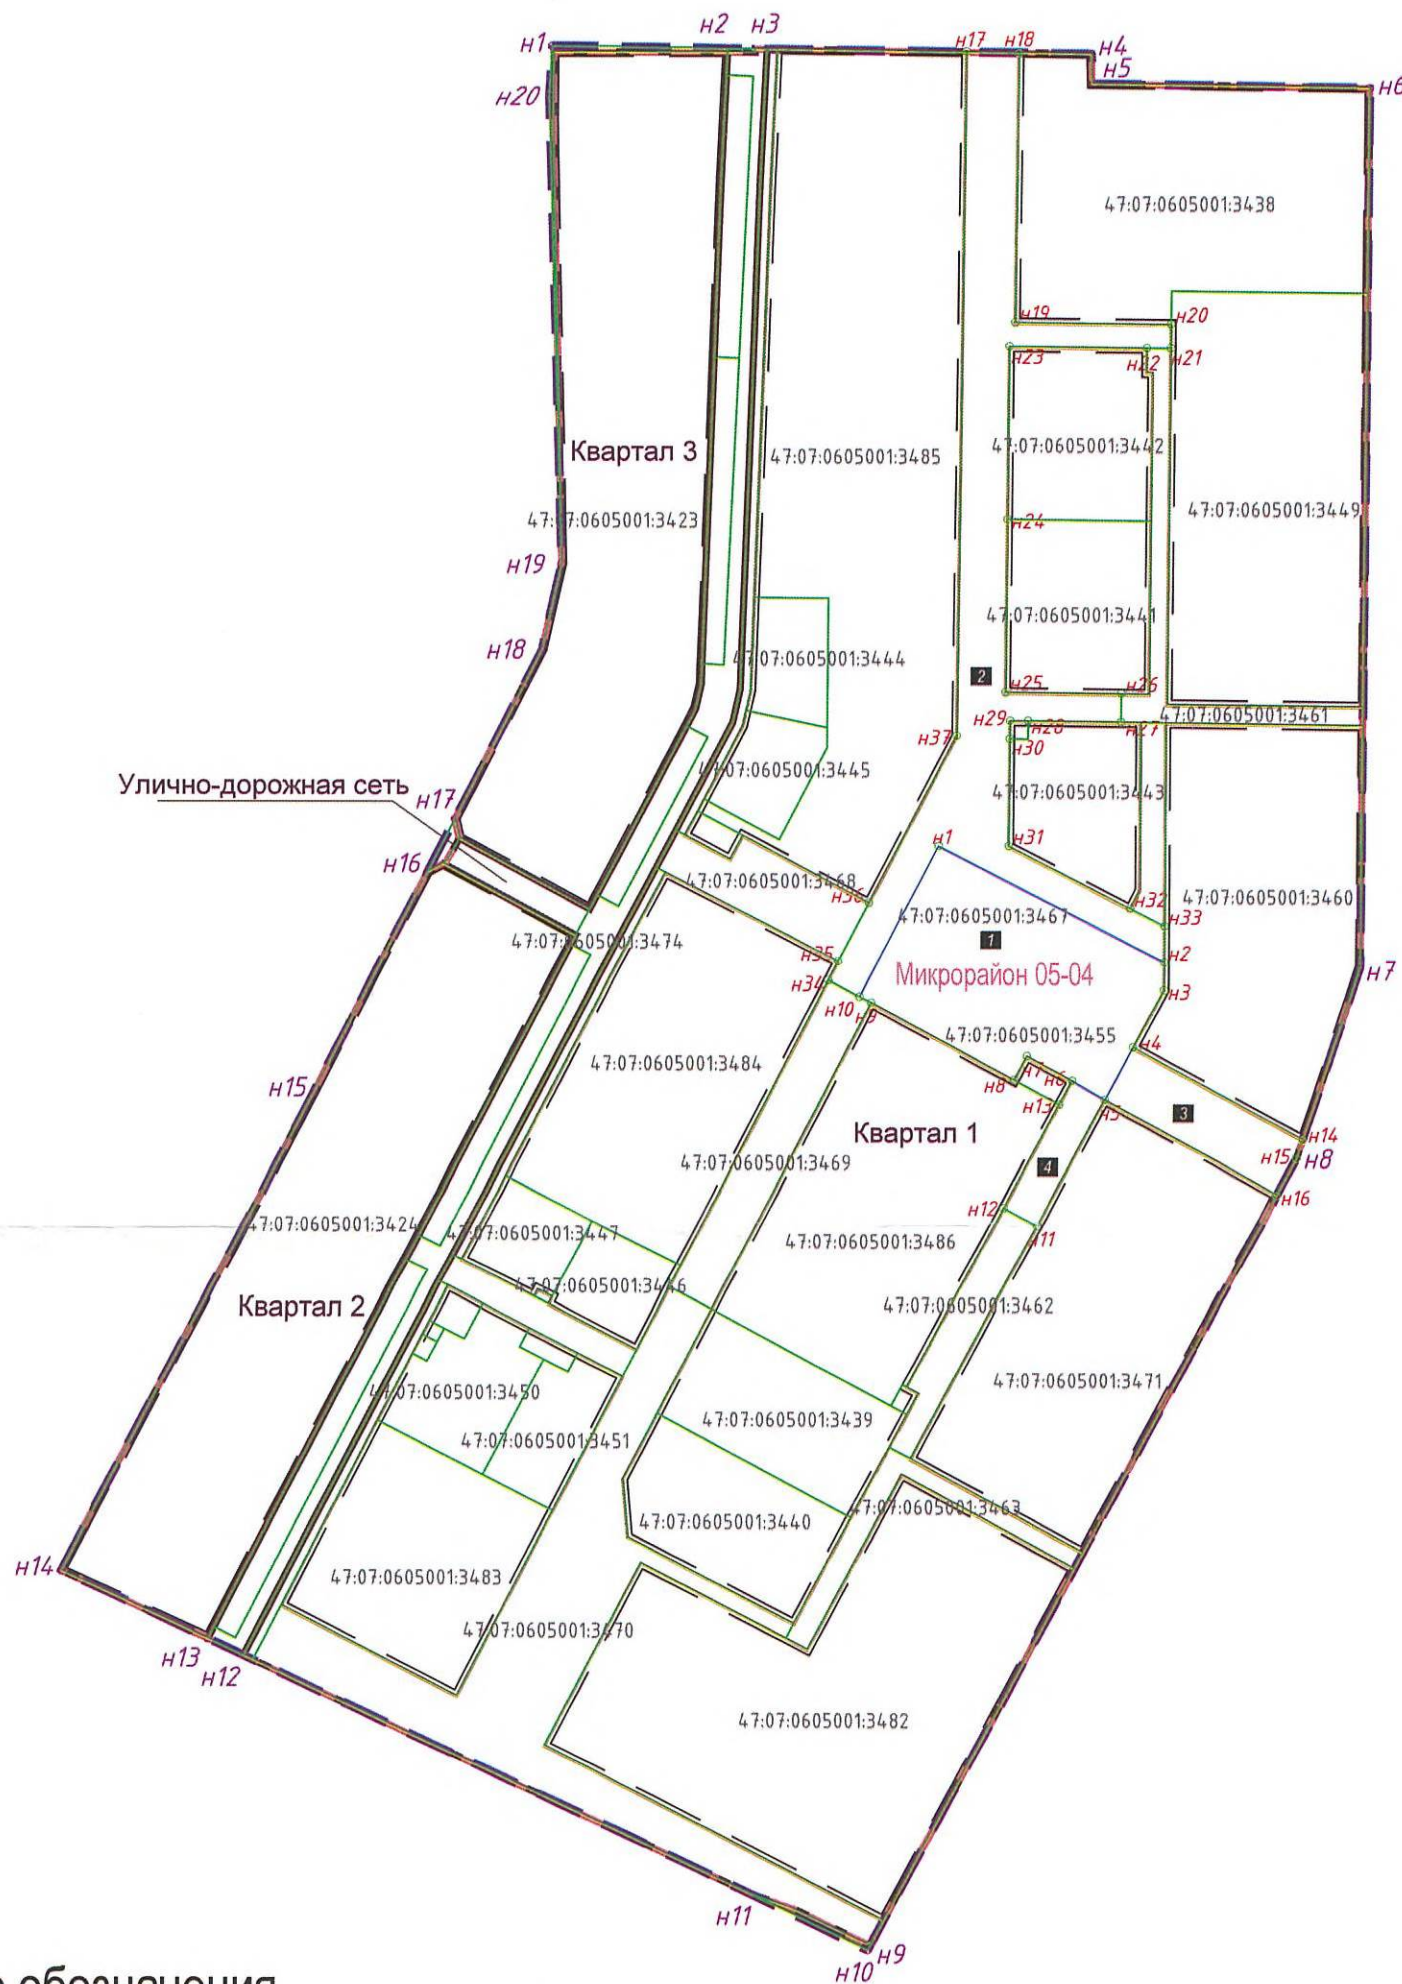 н1
н2
н3
н17
н18
н4
н5
н6
н20
47:07:0605001:3438
н19
н20
н23
н22
н21
47:07:0605001:3442
Квартал 3
47:07:0605001:3485
47:07:0605001:3423
н24
47:07:0605001:3449
н19
47:07:0605001:3441
н18
47:07:0605001:3444
2
н25
н26
н29
н28
н27
47:07:0605001:3461
н37
н30
47:07:0605001:3445
47:07:0605001:3443
Улично-дорожная сеть
н17
н1
н31
н16
47:07:0605001:3468
н36
47:07:0605001:3467
н32
47:07:0605001:3460
н33
47:07:0605001:3474
1
н35
н2
Микрорайон 05-04
н7
н34
н10
н9
н3
47:07:0605001:3455
н4
47:07:0605001:3484
н7
н6
н8
н15
н13
н5
3
Квартал 1
н14
47:07:0605001:3469
4
н15
н8
н16
н12
47:07:0605001:3424
47:07:0605001:3447
47:07:0605001:3486
н11
47:07:0605001:3446
Квартал 2
47:07:0605001:3462
47:07:0605001:3450
47:07:0605001:3471
47:07:0605001:3439
47:07:0605001:3451
47:07:0605001:3463
47:07:0605001:3440
н14
47:07:0605001:3483
47:07:0605001:3470
н13
н12
47:07:0605001:3482
н11
н9
н10
обозначения